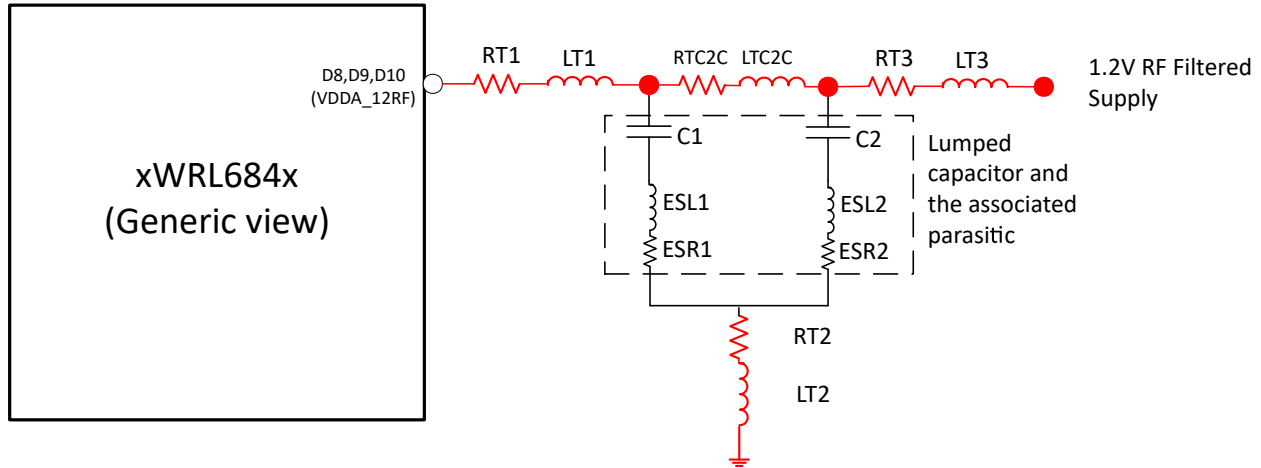 RT1
LT1
RTC2C
LTC2C
RT3
LT3
D8,D9,D10
(VDDA_12RF)
1.2V RF Filtered
Supply
C1
C2
Lumped
capacitor and
the associated
parasitic
xWRL684x
(Generic view)
ESL1
ESL2
ESR1
ESR2
RT2
LT2